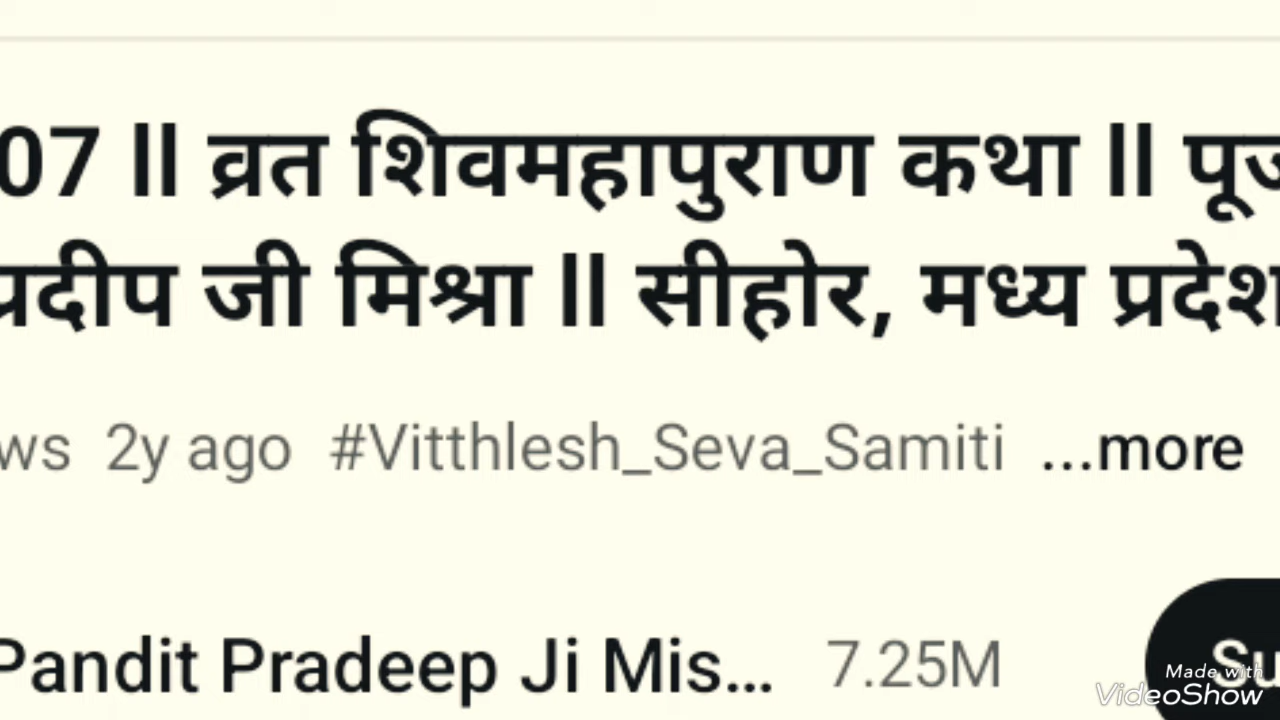 07 ॥ व्रत शिवमहापुराण कथा ॥
प्रदीप जी मिश्रा ॥ सीहोर, मध्य प्रदेश
2y ago #Vitthlesh_Seva_Samiti ...more
Pandit Pradeep Ji Mis... 7.25M
Made with
VideoShow